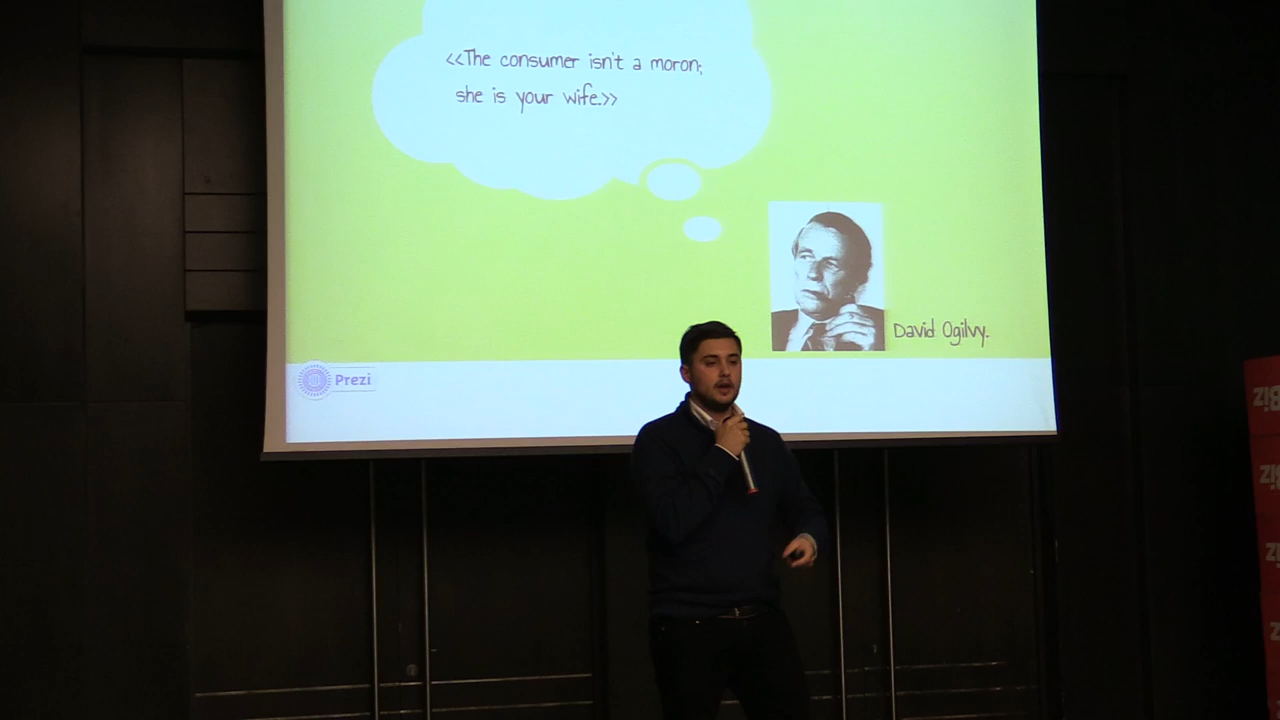 <<The consumer isn't a moron;
she is your wife.>>
David Ogilvy.
Prezi